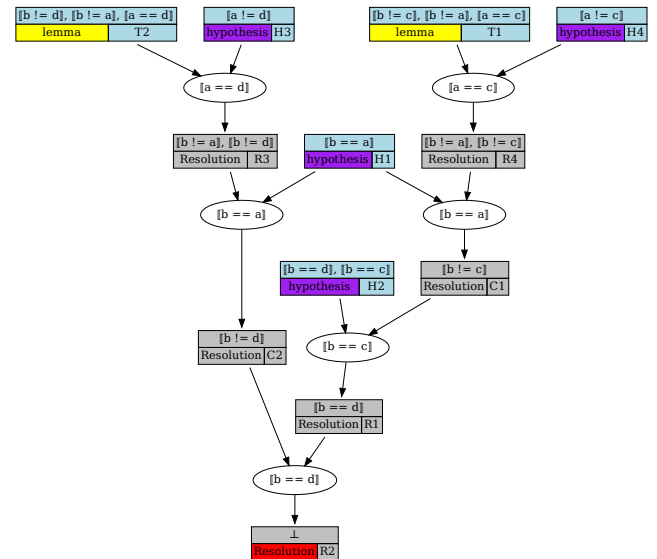 ⟦b != d⟧, ⟦b != a⟧, ⟦a == d⟧
lemma T2
⟦a != d⟧
hypothesis H3
⟦b != c⟧, ⟦b != a⟧, ⟦a == c⟧
lemma T1
⟦a != c⟧
hypothesis H4
⟦a == d⟧
⟦a == c⟧
⟦b != a⟧, ⟦b != d⟧
Resolution R3
⟦b == a⟧
hypothesis H1
⟦b != a⟧, ⟦b != c⟧
Resolution R4
⟦b == a⟧
⟦b == a⟧
⟦b == d⟧, ⟦b == c⟧
hypothesis H2
⟦b != c⟧
Resolution C1
⟦b != d⟧
Resolution C2
⟦b == c⟧
⟦b == d⟧
Resolution R1
⟦b == d⟧
⊥
Resolution R2